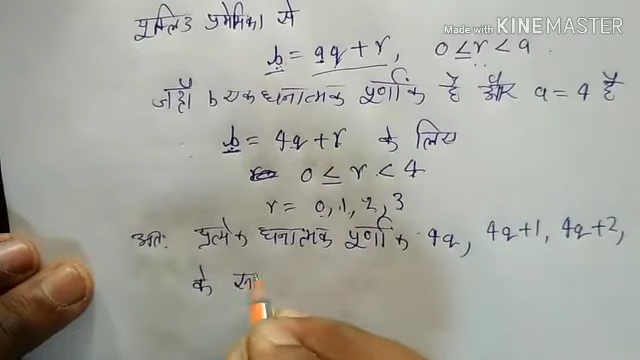 Made with KINEMASTER
यूक्लिड प्रमेयिका से
b = aq + r, 0 ≤ r < a
जहाँ b एक धनात्मक पूर्णांक है और a = 4 है
b = 4q + r के लिए
0 ≤ r < 4
r = 0, 1, 2, 3
अतः प्रत्येक धनात्मक पूर्णांक 4q, 4q+1, 4q+2,
के